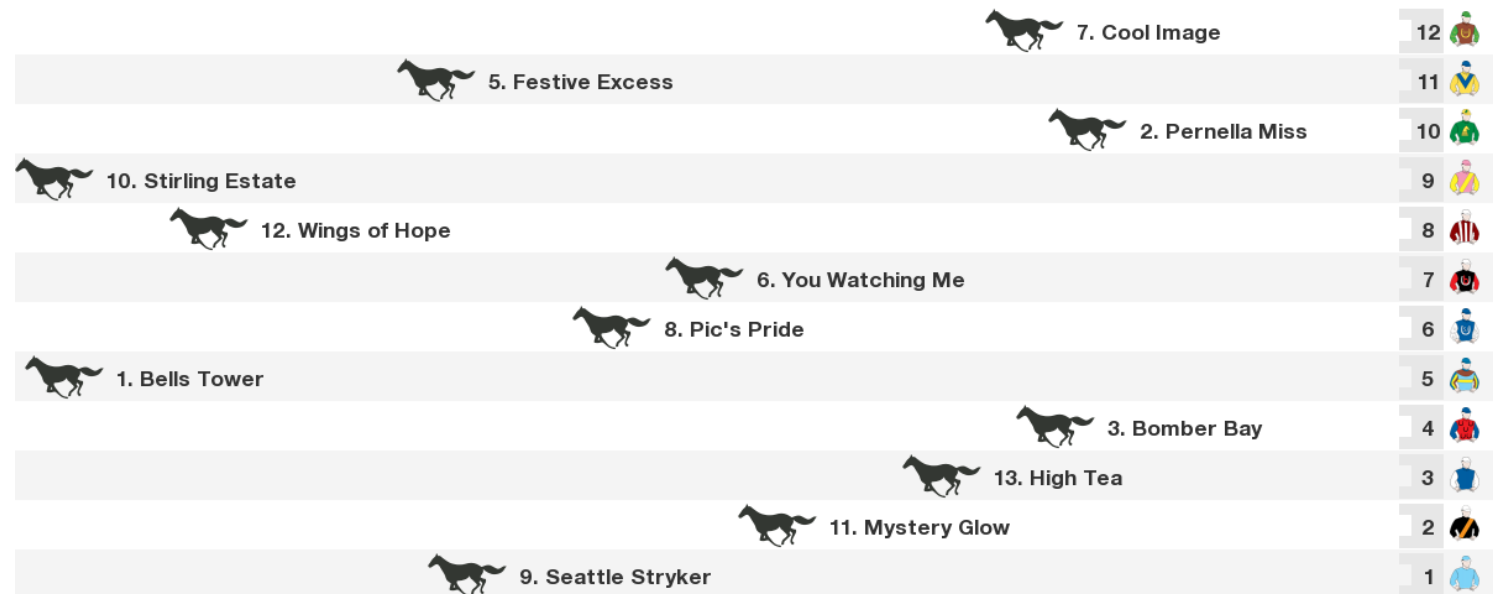 7. Cool Image 12
5. Festive Excess 11
2. Pernella Miss 10
10. Stirling Estate 9
12. Wings of Hope 8
6. You Watching Me 7
8. Pic's Pride 6
1. Bells Tower 5
3. Bomber Bay 4
13. High Tea 3
11. Mystery Glow 2
9. Seattle Stryker 1